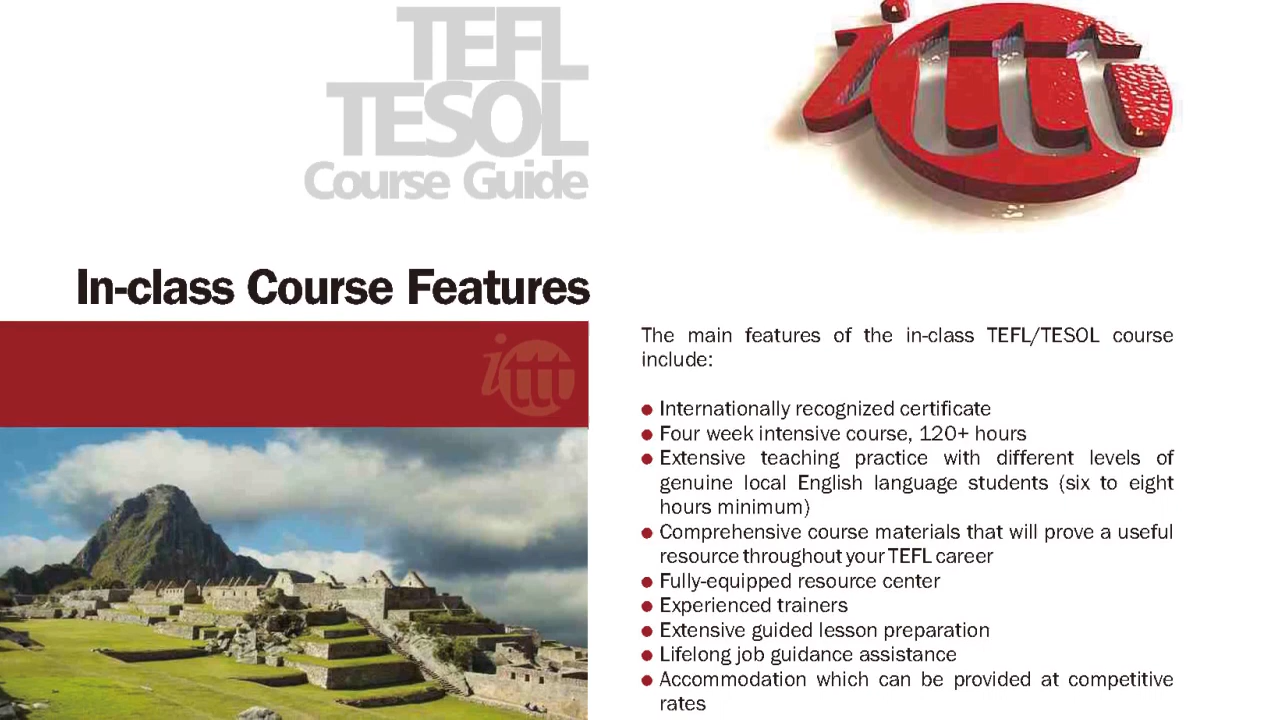 TEFL
TESOL
Course Guide
ittt
In-class Course Features
ittt
The main features of the in-class TEFL/TESOL course
include:
Internationally recognized certificate
Four week intensive course, 120+ hours
Extensive teaching practice with different levels of
genuine local English language students (six to eight
hours minimum)
Comprehensive course materials that will prove a useful
resource throughout your TEFL career
Fully-equipped resource center
Experienced trainers
Extensive guided lesson preparation
Lifelong job guidance assistance
Accommodation which can be provided at competitive
rates